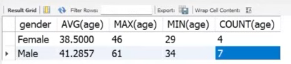 Result Grid Filter Rows: Export: Wrap Cell Content:
gender AVG(age) MAX(age) MIN(age) COUNT(age)
Female 38.5000 46 29 4
Male 41.2857 61 34 7